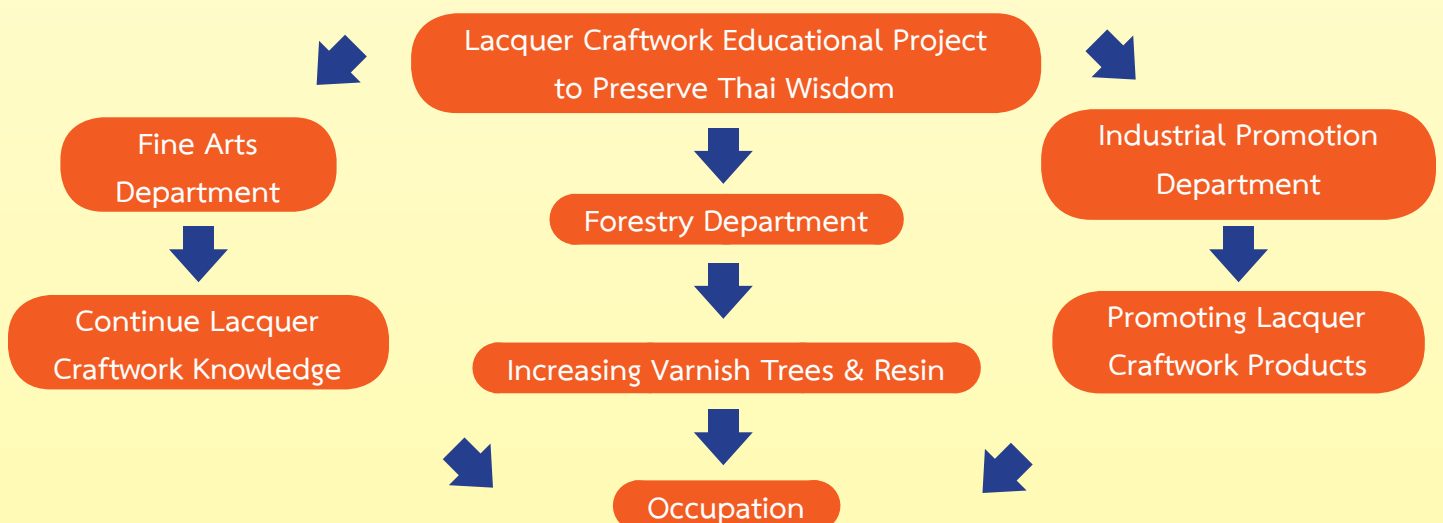 Lacquer Craftwork Educational Project
to Preserve Thai Wisdom
Fine Arts
Department
Forestry Department
Industrial Promotion
Department
Continue Lacquer
Craftwork Knowledge
Increasing Varnish Trees & Resin
Promoting Lacquer
Craftwork Products
Occupation